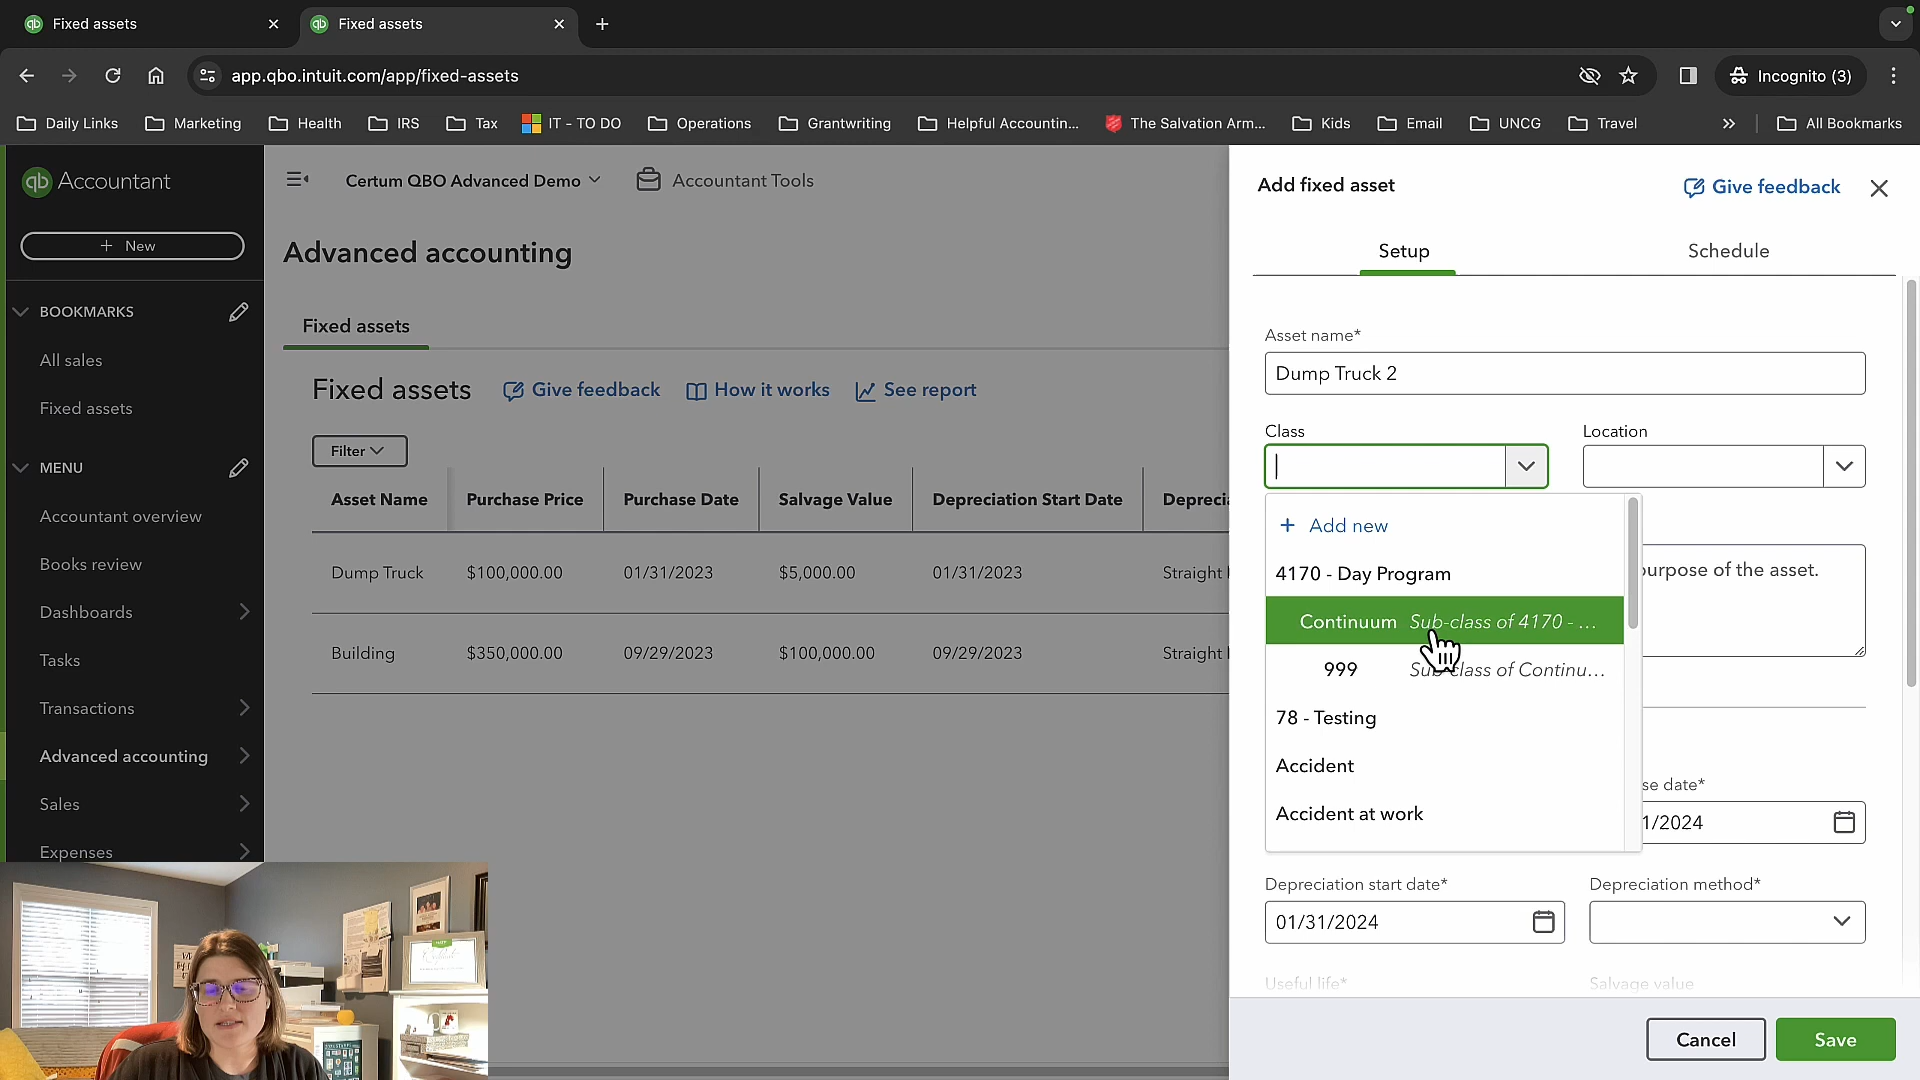 Fixed assets
Fixed assets
app.qbo.intuit.com/app/fixed-assets
Incognito (3)
Daily Links
Marketing
Health
IRS
Tax
IT - TO DO
Operations
Grantwriting
Helpful Accountin...
The Salvation Arm...
Kids
Email
UNCG
Travel
All Bookmarks
qb Accountant
+ New
BOOKMARKS
All sales
Fixed assets
MENU
Accountant overview
Books review
Dashboards
Tasks
Transactions
Advanced accounting
Sales
Expenses
Certum QBO Advanced Demo
Accountant Tools
Advanced accounting
Fixed assets
Fixed assets
Give feedback
How it works
See report
Filter
Asset Name Purchase Price Purchase Date Salvage Value Depreciation Start Date Depreci
Dump Truck $100,000.00 01/31/2023 $5,000.00 01/31/2023 Straight
Building $350,000.00 09/29/2023 $100,000.00 09/29/2023 Straight
Add fixed asset
Give feedback
Setup
Schedule
Asset name*
Dump Truck 2
Class
Location
+ Add new
4170 - Day Program
Continuum Sub-class of 4170 - ...
999 Sub-class of Continu...
78 - Testing
Accident
Accident at work
urpose of the asset.
se date*
1/2024
Depreciation start date*
Depreciation method*
01/31/2024
Useful life*
Salvage value
Cancel
Save